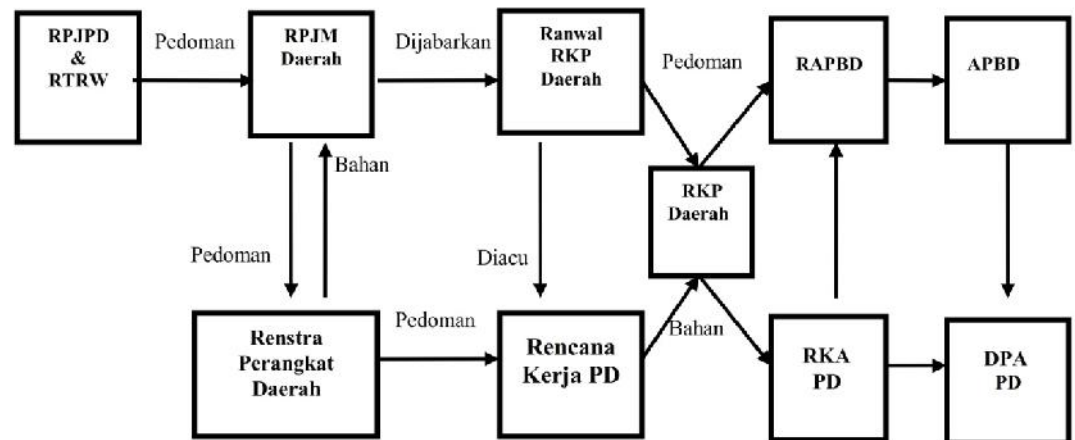 RPJPD
&
RTRW
Pedoman
RPJM
Daerah
Dijabarkan
Ranwal
RKP
Daerah
Pedoman
RAPBD
APBD
Bahan
RKP
Daerah
Pedoman
Diacu
Renstra
Perangkat
Daerah
Pedoman
Rencana
Kerja PD
Bahan
RKA
PD
DPA
PD